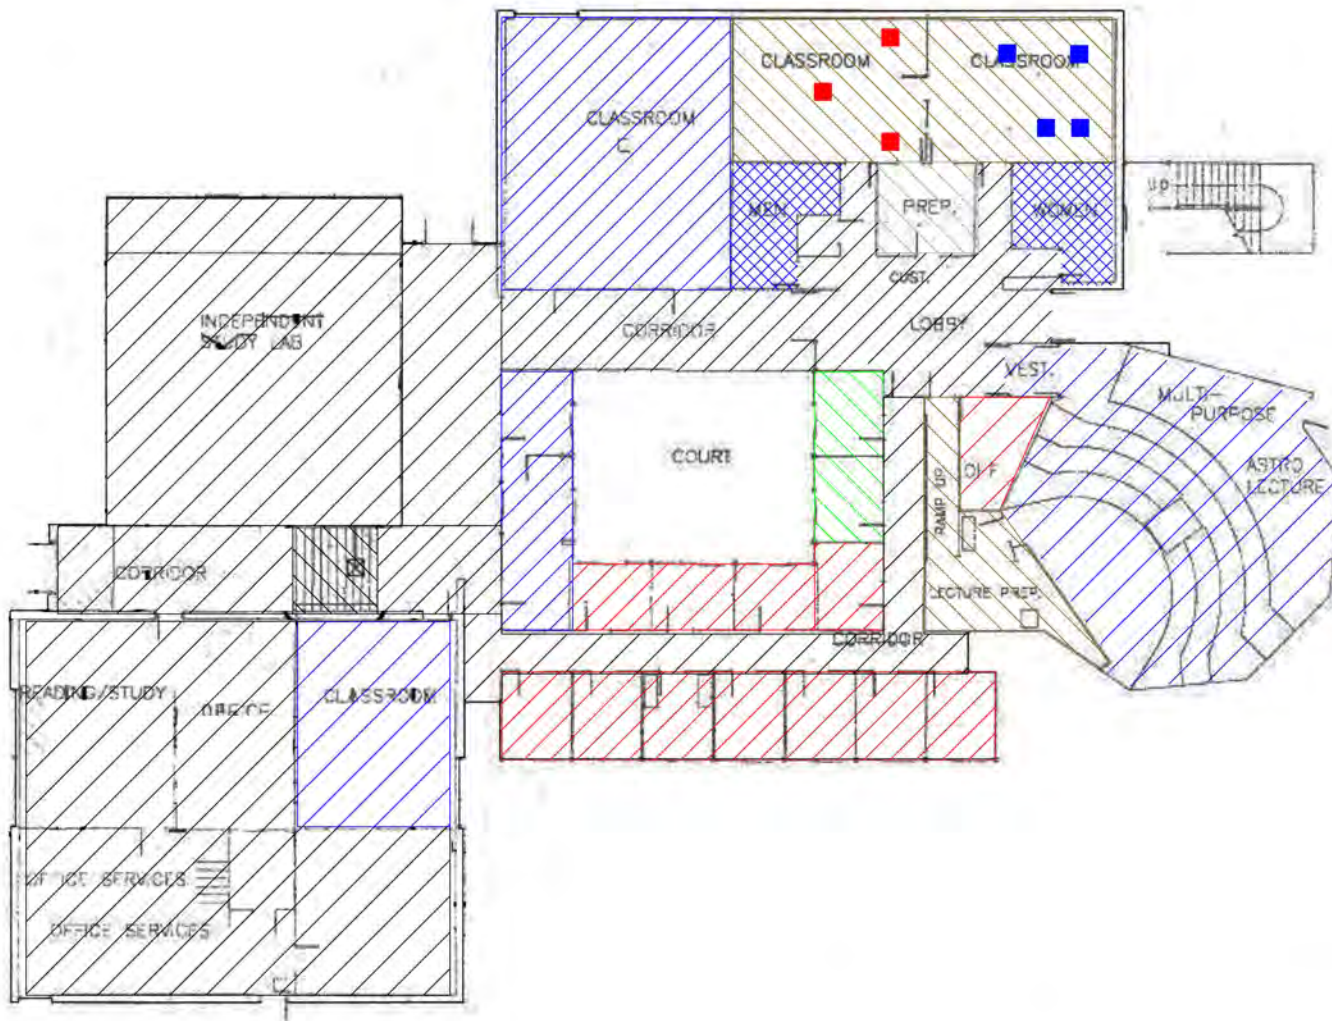 CLASSROOM
CLASSROOM
CLASSROOM
C
MEN
PREP.
WOMEN
UP
CUST.
INDEPENDENT
STUDY LAB
CORRIDOR
LOBBY
VEST.
MULTI-
PURPOSE
COURT
ASTRO
LECTURE
RAMP UP
CORRIDOR
LECTURE PREP.
CORRIDOR
READING/STUDY
OFFICE
CLASSROOM
OFFICE SERVICES
OFFICE SERVICES